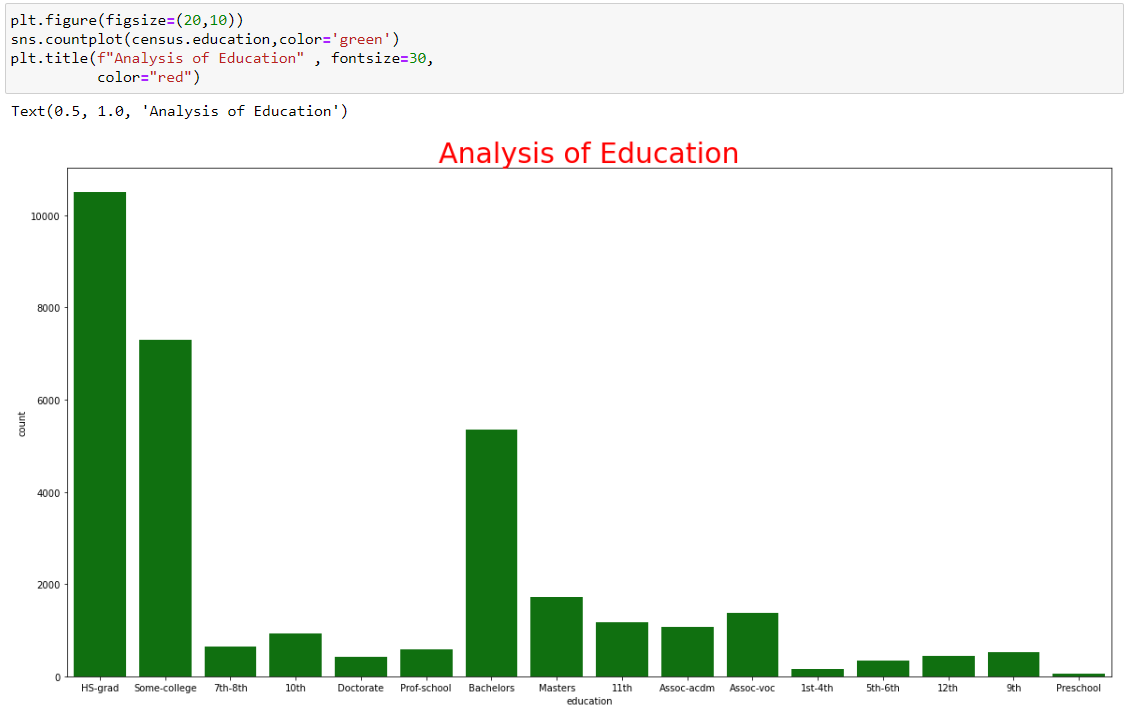 plt.figure(figsize=(20,10))
sns.countplot(census.education,color='green')
plt.title(f"Analysis of Education" , fontsize=30,
color="red")
Text(0.5, 1.0, 'Analysis of Education')
Analysis of Education
10000
8000
6000
4000
2000
0
count
HS-grad Some-college 7th-8th 10th Doctorate Prof-school Bachelors Masters 11th Assoc-acdm Assoc-voc 1st-4th 5th-6th 12th 9th Preschool
education